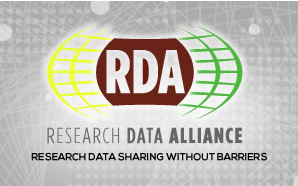 RDA
RESEARCH DATA ALLIANCE
RESEARCH DATA SHARING WITHOUT BARRIERS